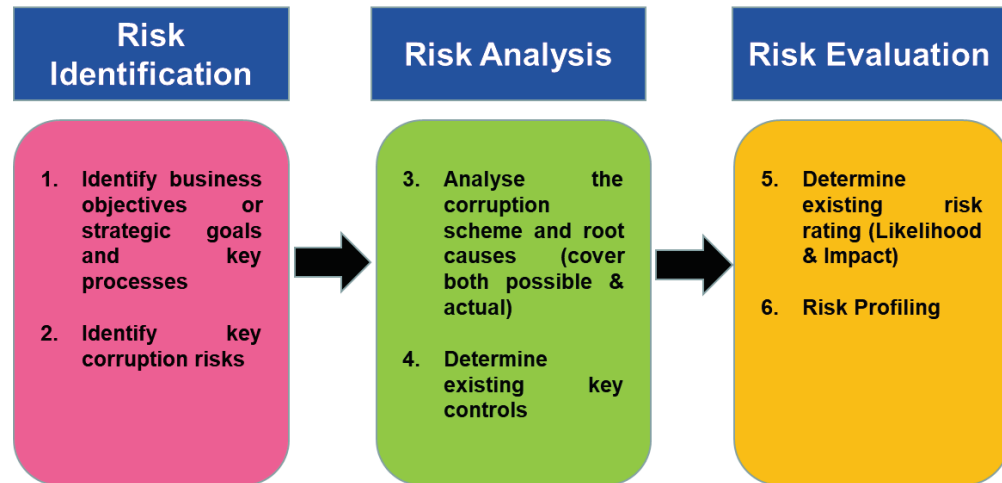 Risk
Identification
1. Identify business
objectives or
strategic goals
and key
processes
2. Identify key
corruption risks
Risk Analysis
3. Analyse the
corruption
scheme and root
causes (cover
both possible &
actual)
4. Determine
existing key
controls
Risk Evaluation
5. Determine
existing risk
rating (Likelihood
& Impact)
6. Risk Profiling